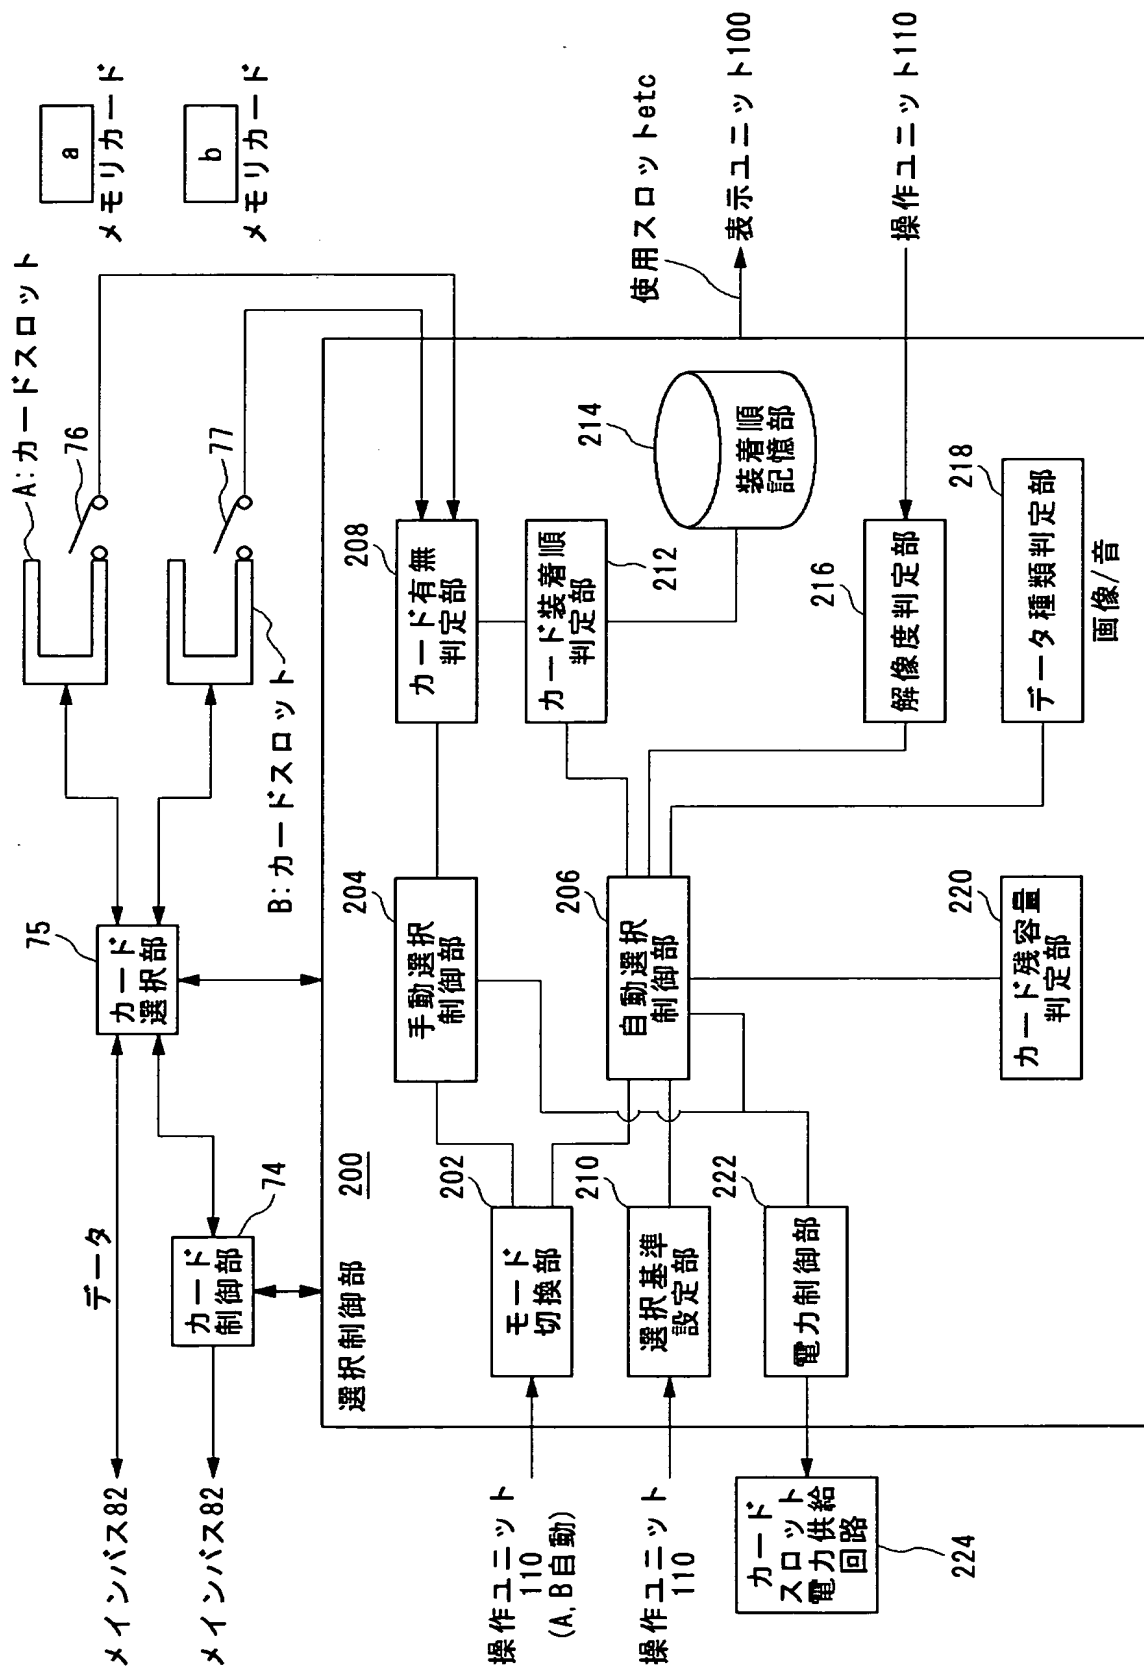 メインバス82
データ
メインバス82
カード
制御部
74
カード
選択部
75
A:カードスロット
76
77
B:カードスロット
a
メモリカード
b
メモリカード
選択制御部
200
操作ユニット
110
(A,B自動)
モード
切換部
202
手動選択
制御部
204
カード有無
判定部
208
操作ユニット
110
選択基準
設定部
210
自動選択
制御部
206
カード装着順
判定部
212
装着順
記憶部
214
使用スロットetc
表示ユニット100
電力制御部
222
カード
スロット
電力供給
回路
224
解像度判定部
216
操作ユニット110
カード残容量
判定部
220
データ種類判定部
218
画像/音